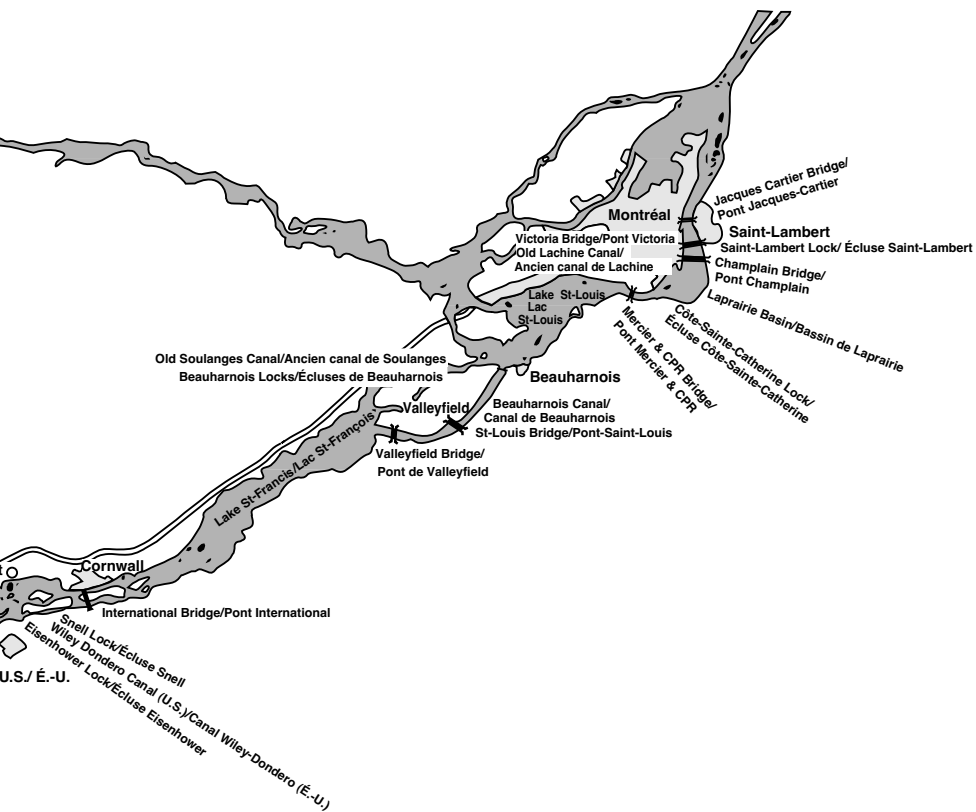 Jacques Cartier Bridge/
Pont Jacques-Cartier
Montréal
Saint-Lambert
Victoria Bridge/Pont Victoria
Saint-Lambert Lock/ Écluse Saint-Lambert
Old Lachine Canal/
Ancien canal de Lachine
Champlain Bridge/
Pont Champlain
Laprairie Basin/Bassin de Laprairie
Lake St-Louis
Lac
St-Louis
Côte-Sainte-Catherine Lock/
Écluse Côte-Sainte-Catherine
Mercier & CPR Bridge/
Pont Mercier & CPR
Old Soulanges Canal/Ancien canal de Soulanges
Beauharnois Locks/Écluses de Beauharnois
Beauharnois
Valleyfield
Beauharnois Canal/
Canal de Beauharnois
St-Louis Bridge/Pont-Saint-Louis
Valleyfield Bridge/
Pont de Valleyfield
Lake St-Francis/Lac St-François
Cornwall
International Bridge/Pont International
Snell Lock/Écluse Snell
Wiley Dondero Canal (U.S.)/Canal Wiley-Dondero (É.-U.)
Eisenhower Lock/Écluse Eisenhower
U.S./ É.-U.